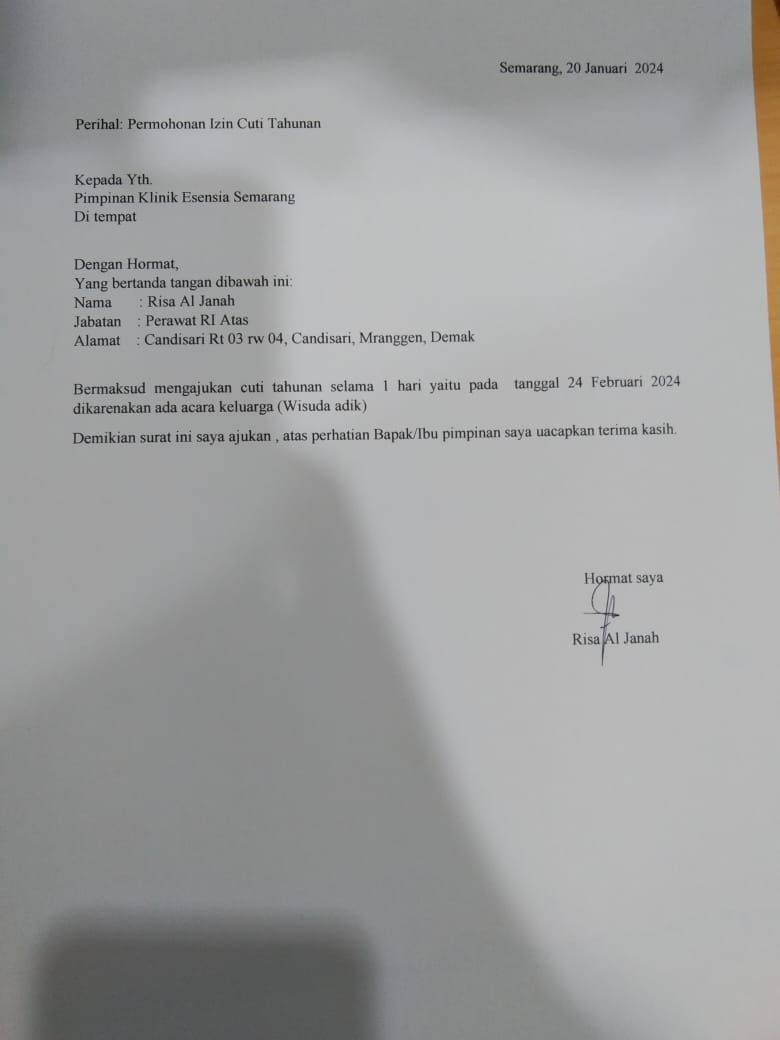 Semarang, 20 Januari 2024
Perihal: Permohonan Izin Cuti Tahunan
Kepada Yth.
Pimpinan Klinik Esensia Semarang
Di tempat
Dengan Hormat,
Yang bertanda tangan dibawah ini:
Nama : Risa Al Janah
Jabatan : Perawat RI Atas
Alamat : Candisari Rt 03 rw 04, Candisari, Mranggen, Demak
Bermaksud mengajukan cuti tahunan selama 1 hari yaitu pada tanggal 24 Februari 2024
dikarenakan ada acara keluarga (Wisuda adik)
Demikian surat ini saya ajukan , atas perhatian Bapak/Ibu pimpinan saya uacapkan terima kasih.
Hormat saya
Risa Al Janah